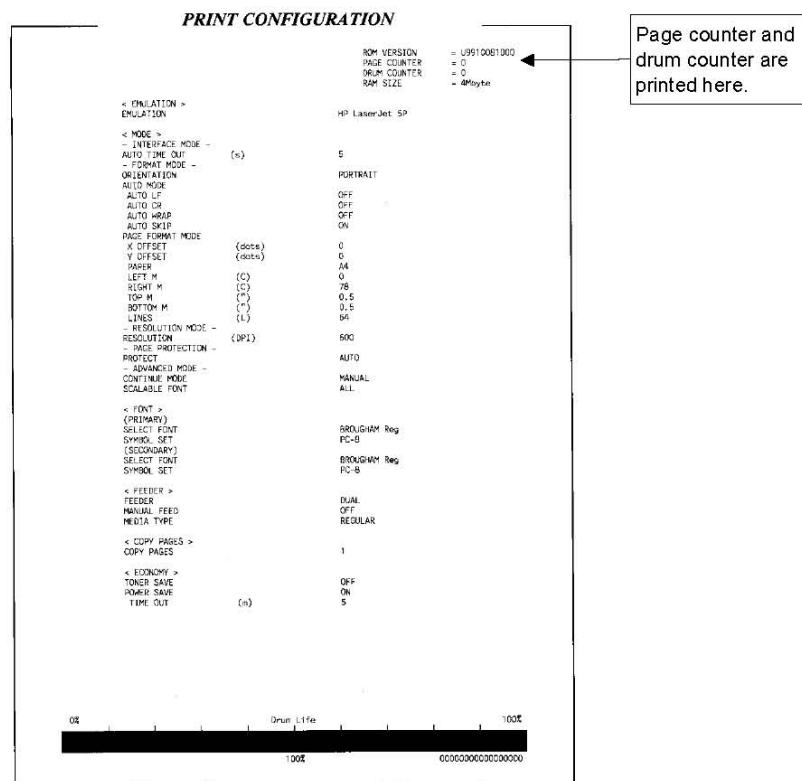 PRINT CONFIGURATION
Page counter and
drum counter are
printed here.
ROM VERSION = U9910081000
PAGE COUNTER = 0
DRUM COUNTER = 0
RAM SIZE = 4Mbyte
< EMULATION >
EMULATION HP LaserJet 5P
< MODE >
- INTERFACE MODE -
AUTO TIME OUT (s) 5
- FORMAT MODE -
ORIENTATION PORTRAIT
AUTO MODE
AUTO LF OFF
AUTO CR OFF
AUTO WRAP OFF
AUTO SKIP ON
PAGE FORMAT MODE
X OFFSET (dots) 0
Y OFFSET (dots) 0
PAPER A4
LEFT M (C) 0
RIGHT M (C) 78
TOP M (") 0.5
BOTTOM M (") 0.5
LINES (L) 64
- RESOLUTION MODE -
RESOLUTION (DPI) 600
- PAGE PROTECTION -
PROTECT AUTO
- ADVANCED MODE -
CONTINUE MODE MANUAL
SCALABLE FONT ALL
< FONT >
(PRIMARY)
SELECT FONT BROUGHAM Reg
SYMBOL SET PC-8
(SECONDARY)
SELECT FONT BROUGHAM Reg
SYMBOL SET PC-8
< FEEDER >
FEEDER DUAL
MANUAL FEED OFF
MEDIA TYPE REGULAR
< COPY PAGES >
COPY PAGES 1
< ECONOMY >
TONER SAVE OFF
POWER SAVE ON
TIME OUT (m) 5
0% Drum Life 100%
100% 0000000000000000